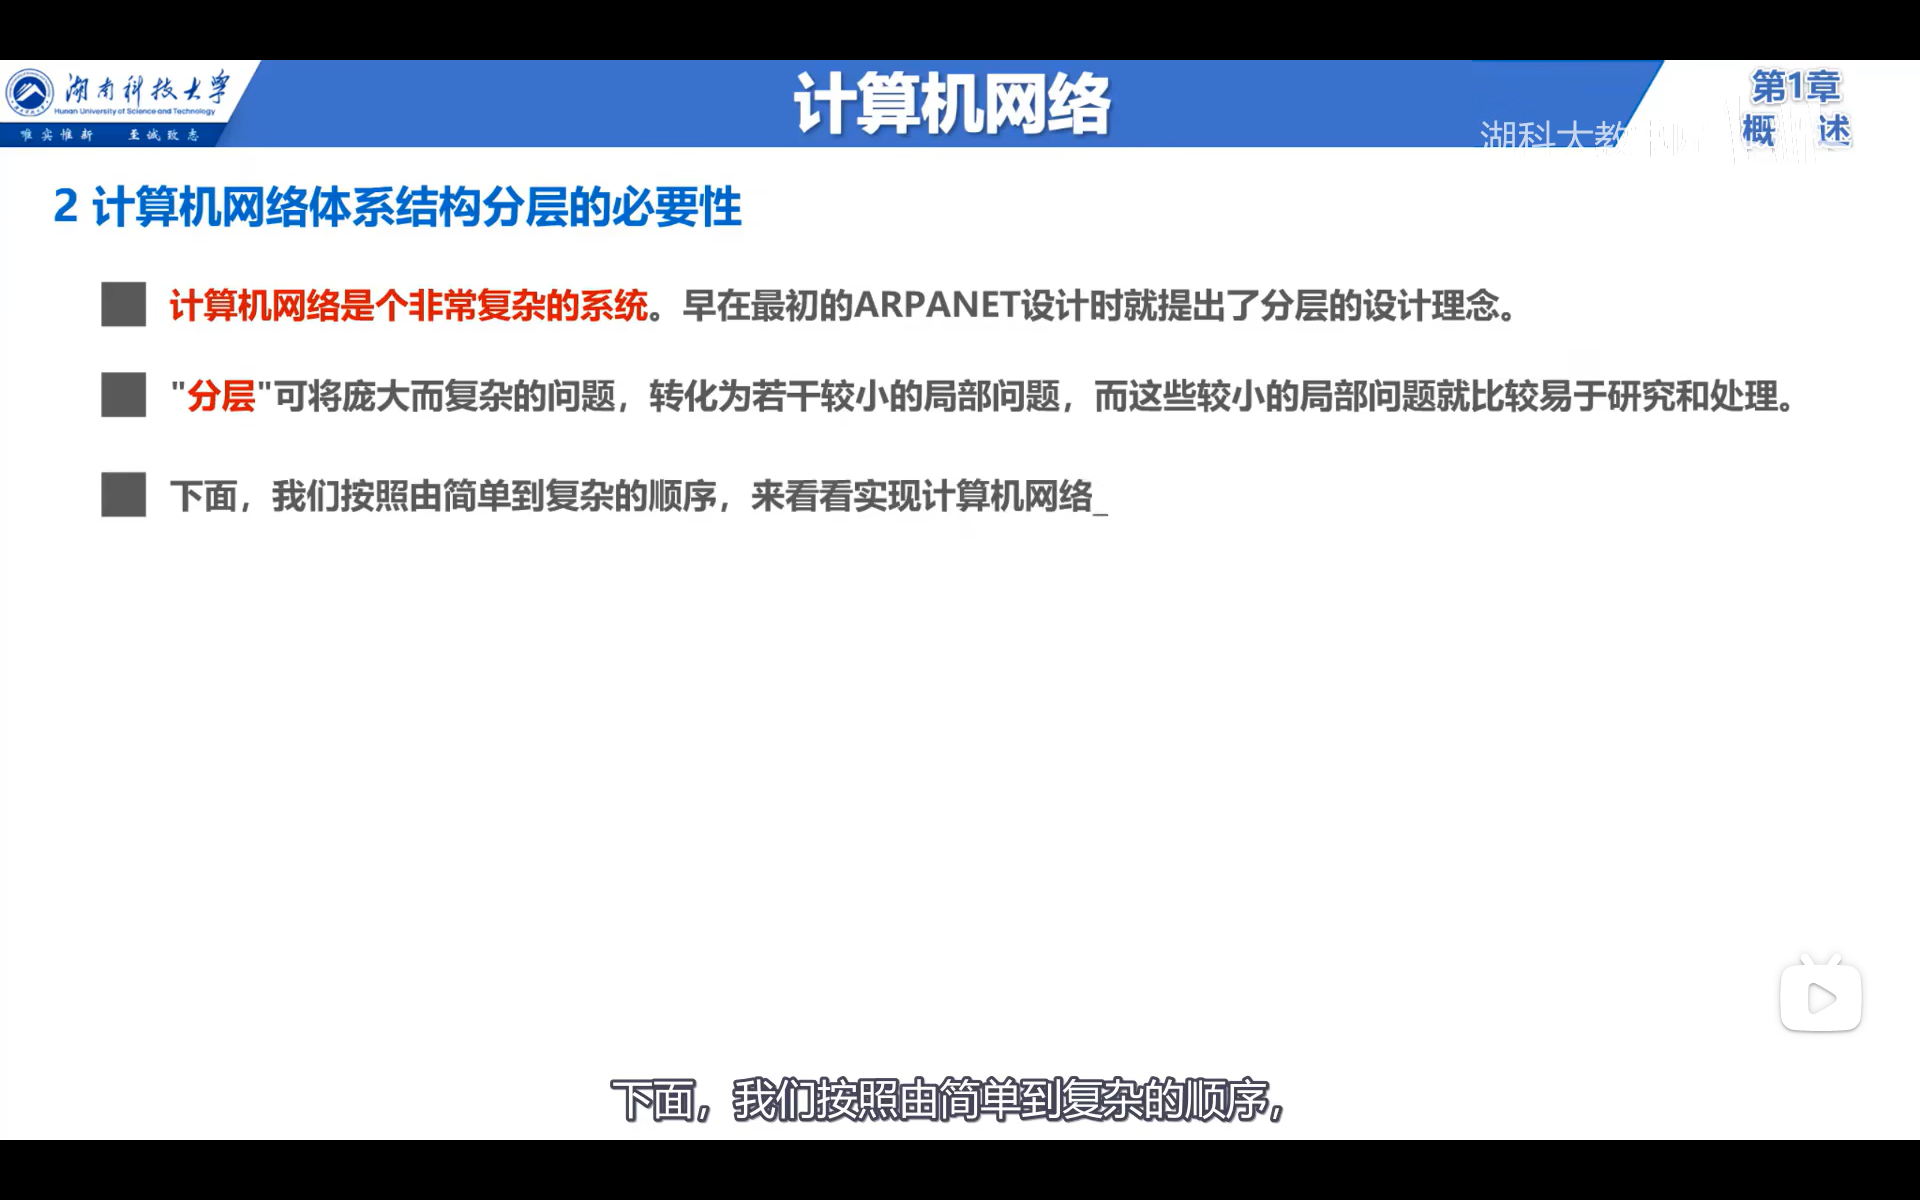 湖南科技大学
Hunan University of Science and Technology
唯实惟新 至诚致志
计算机网络
第1章
概 述
湖科大教
2 计算机网络体系结构分层的必要性
计算机网络是个非常复杂的系统。早在最初的ARPANET设计时就提出了分层的设计理念。
"分层"可将庞大而复杂的问题，转化为若干较小的局部问题，而这些较小的局部问题就比较易于研究和处理。
下面，我们按照由简单到复杂的顺序，来看看实现计算机网络_
下面，我们按照由简单到复杂的顺序，